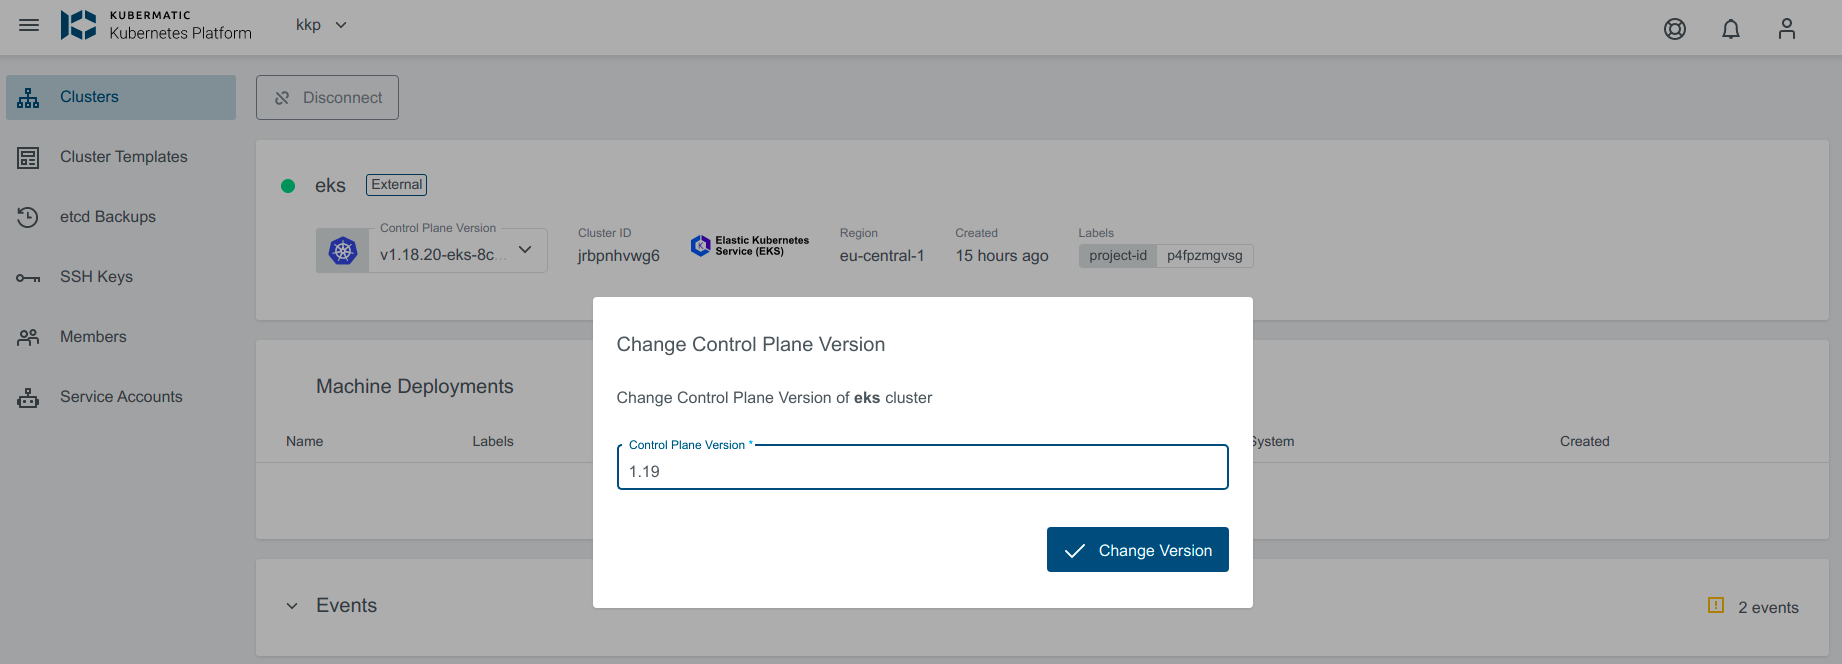 KUBERMATIC
Kubernetes Platform
kkp
Clusters
Disconnect
Cluster Templates
etcd Backups
SSH Keys
Members
Service Accounts
eks
External
Control Plane Version
v1.18.20-eks-8c...
Cluster ID
jrbpnhvwg6
Elastic Kubernetes
Service (EKS)
Region
eu-central-1
Created
15 hours ago
Labels
project-id p4fpzmgvsg
Change Control Plane Version
Change Control Plane Version of eks cluster
Control Plane Version *
1.19
Change Version
Machine Deployments
Name Labels System Created
Events
2 events